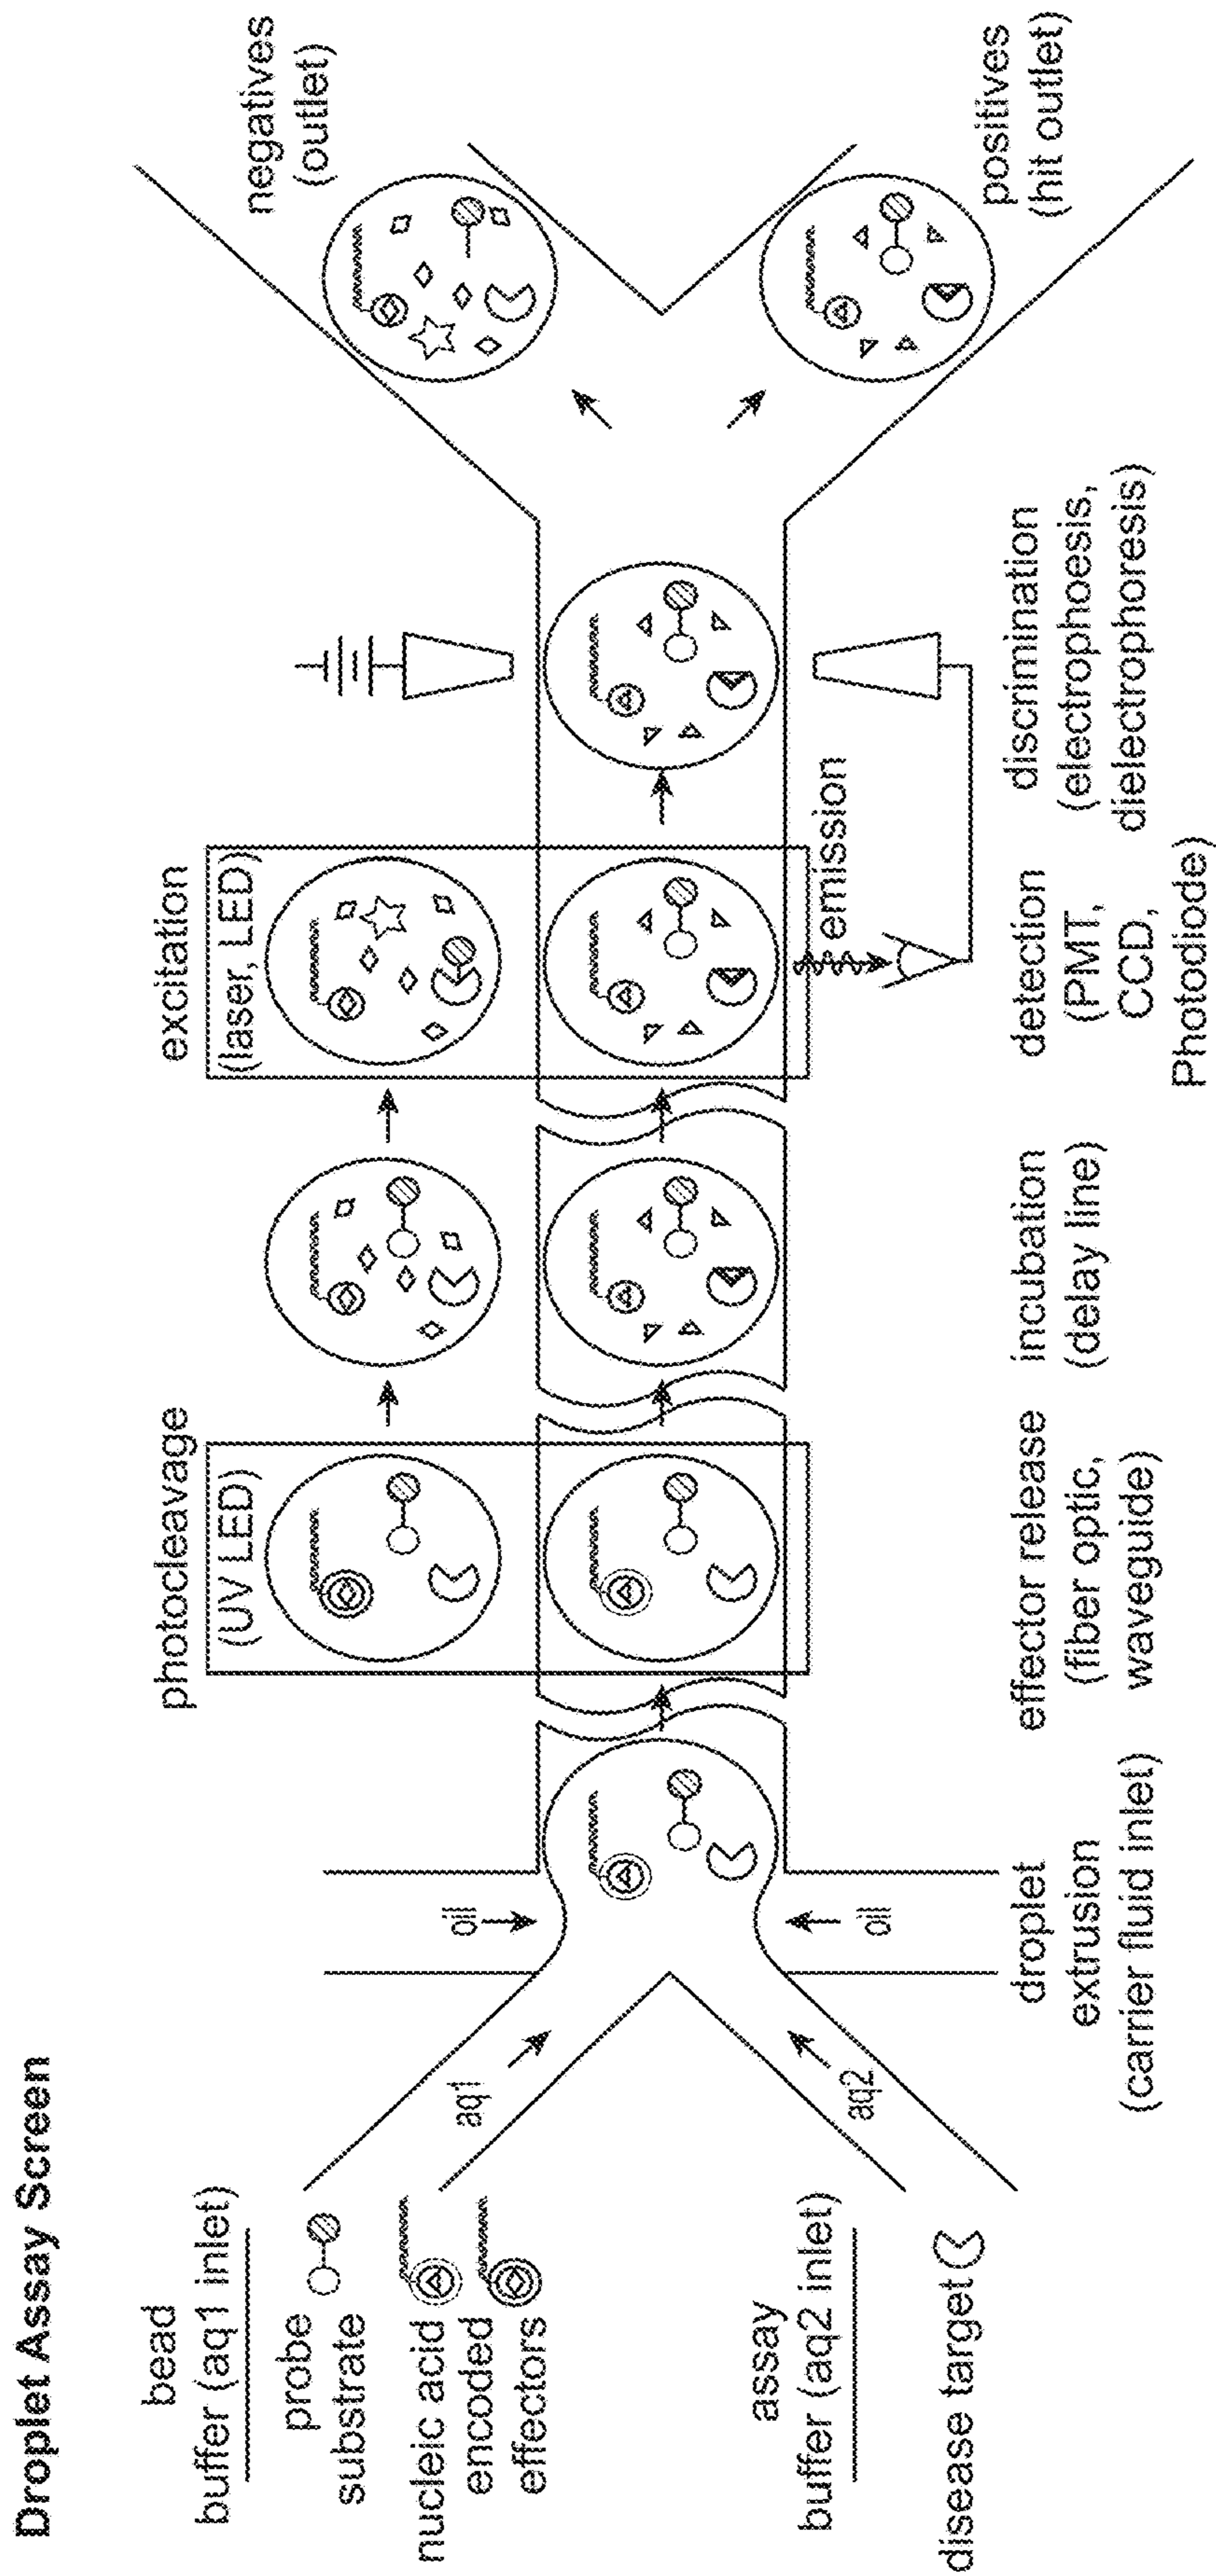 Droplet Assay Screen
bead
buffer (aq1 inlet)
probe
substrate
nucleic acid
encoded
effectors
assay
buffer (aq2 inlet)
disease target
aq1
aq2
oil
oil
droplet
extrusion
(carrier fluid inlet)
photocleavage
(UV LED)
effector release
(fiber optic,
waveguide)
incubation
(delay line)
excitation
(laser, LED)
emission
detection
(PMT,
CCD,
Photodiode)
discrimination
(electrophoesis,
dielectrophoresis)
negatives
(outlet)
positives
(hit outlet)